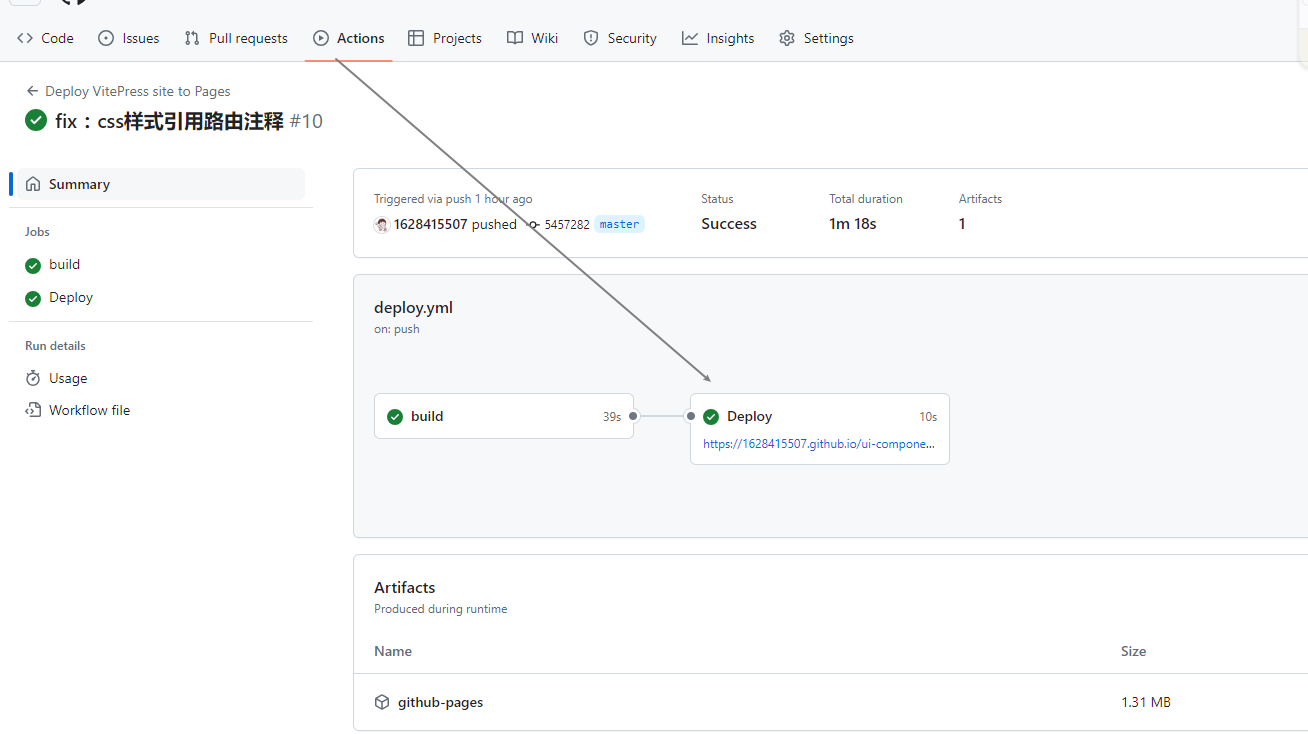 Code Issues Pull requests Actions Projects Wiki Security Insights Settings
Deploy VitePress site to Pages
fix：css样式引用路由注释 #10
Summary
Jobs
build
Deploy
Run details
Usage
Workflow file
Triggered via push 1 hour ago
1628415507 pushed 5457282 master
Status
Success
Total duration
1m 18s
Artifacts
1
deploy.yml
on: push
build 39s
Deploy 10s
https://1628415507.github.io/ui-compone...
Artifacts
Produced during runtime
Name Size
github-pages 1.31 MB